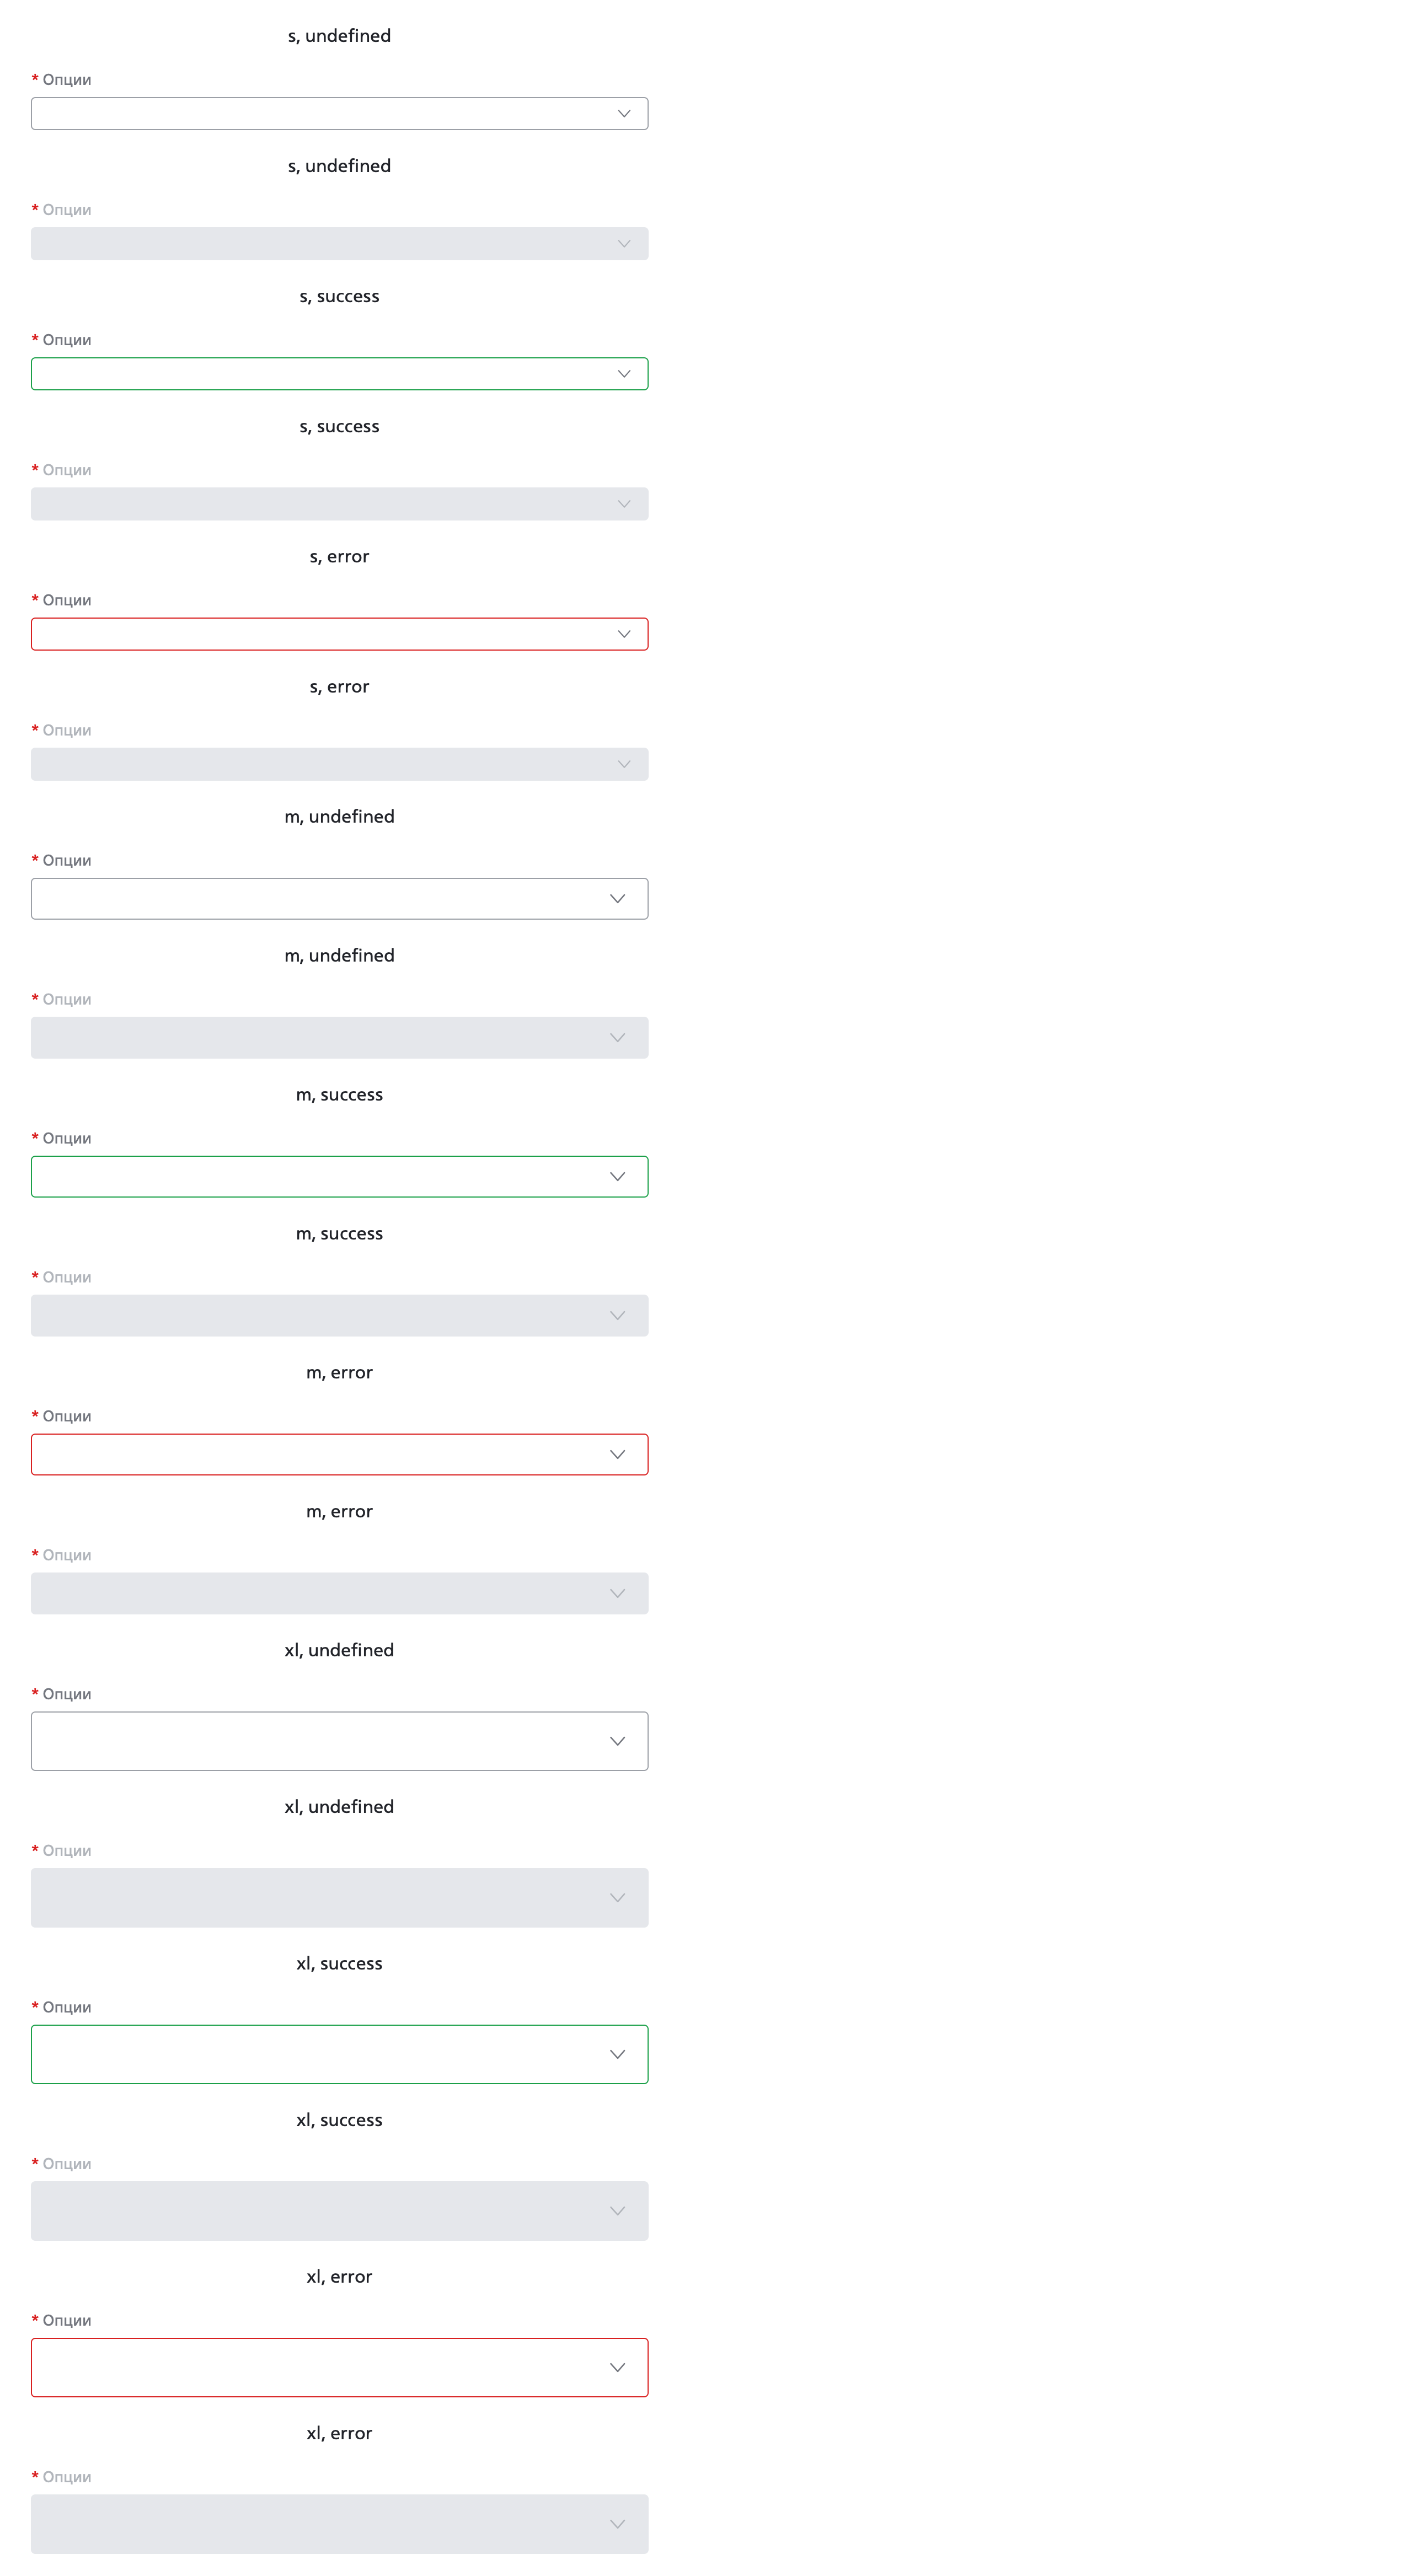 s, undefined
* Опции
s, undefined
* Опции
s, success
* Опции
s, success
* Опции
s, error
* Опции
s, error
* Опции
m, undefined
* Опции
m, undefined
* Опции
m, success
* Опции
m, success
* Опции
m, error
* Опции
m, error
* Опции
xl, undefined
* Опции
xl, undefined
* Опции
xl, success
* Опции
xl, success
* Опции
xl, error
* Опции
xl, error
* Опции